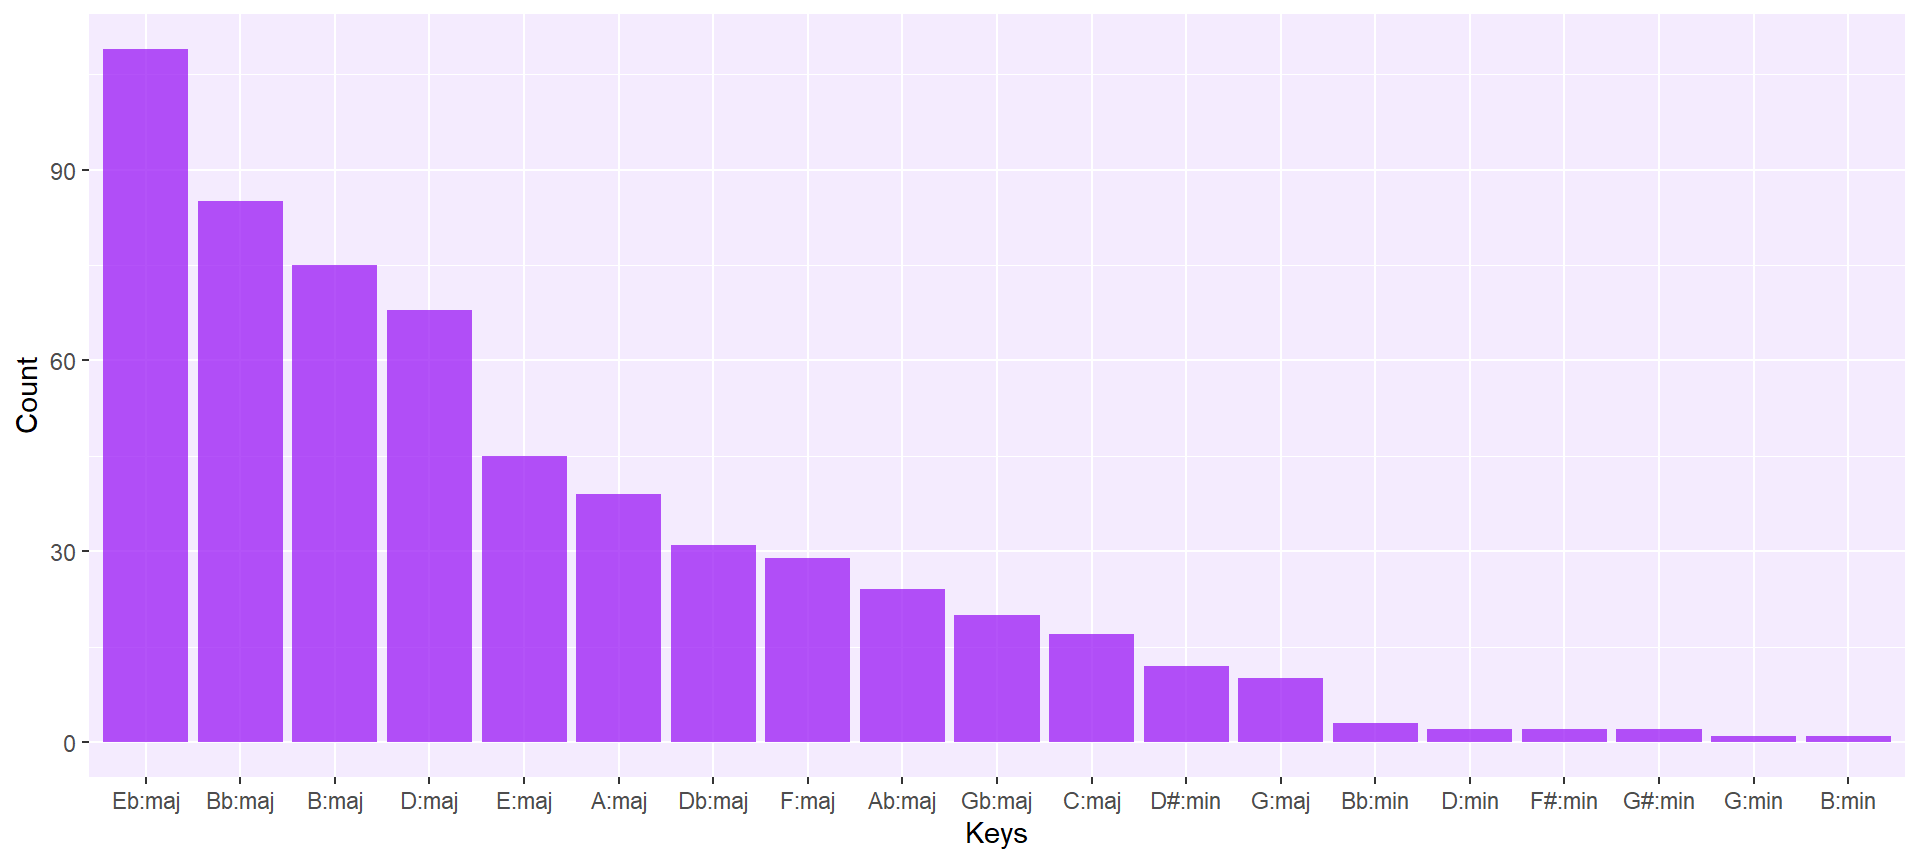 90
60
30
0
Count
Eb:maj Bb:maj B:maj D:maj E:maj A:maj Db:maj F:maj Ab:maj Gb:maj C:maj D#:min G:maj Bb:min D:min F#:min G#:min G:min B:min
Keys